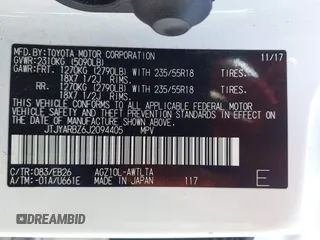 MFD.BY:TOYOTA MOTOR CORPORATION 11/17
GVWR:2310KG (5090LB)
GAWR:FRT. 1270KG (2790LB) WITH 235/55R18 TIRES.
18X7 1/2J RIMS.
RR. 1270KG (2790LB) WITH 235/55R18 TIRES.
18X7 1/2J RIMS.
THIS VEHICLE CONFORMS TO ALL APPLICABLE FEDERAL MOTOR
VEHICLE SAFETY STANDARDS IN EFFECT ON THE DATE OF
MANUFACTURE SHOWN ABOVE.
JTJYARBZ6J2094405 MPV
C/TR: 083/EB26 AGZ10L-AWTLTA
A/TM: -01A/U661E MADE IN JAPAN 117 E
DREAMBID